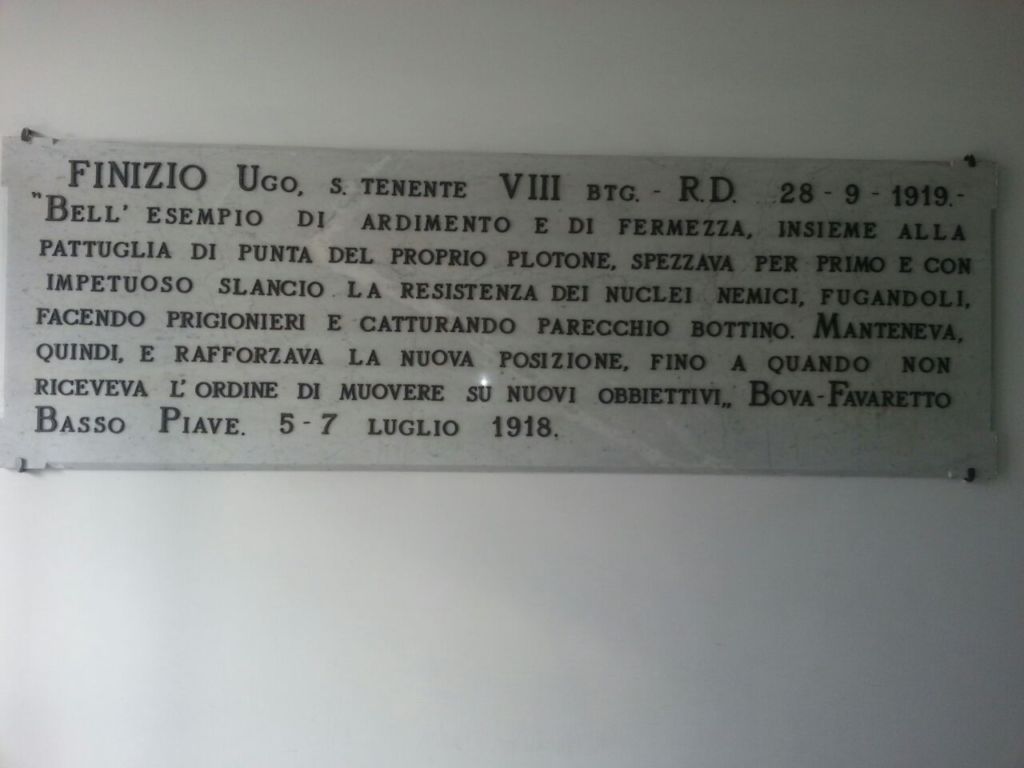 FINIZIO UGO, S. TENENTE VIII BTG. - R.D. 28 - 9 - 1919.-
"BELL' ESEMPIO DI ARDIMENTO E DI FERMEZZA, INSIEME ALLA
PATTUGLIA DI PUNTA DEL PROPRIO PLOTONE, SPEZZAVA PER PRIMO E CON
IMPETUOSO SLANCIO LA RESISTENZA DEI NUCLEI NEMICI, FUGANDOLI,
FACENDO PRIGIONIERI E CATTURANDO PARECCHIO BOTTINO. MANTENEVA,
QUINDI, E RAFFORZAVA LA NUOVA POSIZIONE, FINO A QUANDO NON
RICEVEVA L'ORDINE DI MUOVERE SU NUOVI OBBIETTIVI„ BOVA-FAVARETTO
BASSO PIAVE. 5-7 LUGLIO 1918.